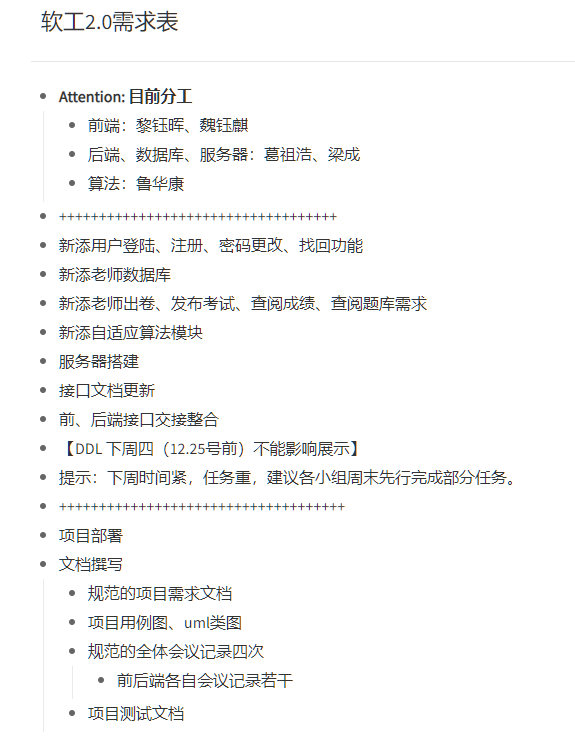 软工2.0需求表
Attention: 目前分工
前端：黎钰晖、魏钰麒
后端、数据库、服务器：葛祖浩、梁成
算法：鲁华康
+++++++++++++++++++++++++++++++++++
新添用户登陆、注册、密码更改、找回功能
新添老师数据库
新添老师出卷、发布考试、查阅成绩、查阅题库需求
新添自适应算法模块
服务器搭建
接口文档更新
前、后端接口交接整合
【DDL 下周四（12.25号前）不能影响展示】
提示：下周时间紧，任务重，建议各小组周末先行完成部分任务。
++++++++++++++++++++++++++++++++++++
项目部署
文档撰写
规范的项目需求文档
项目用例图、uml类图
规范的全体会议记录四次
前后端各自会议记录若干
项目测试文档